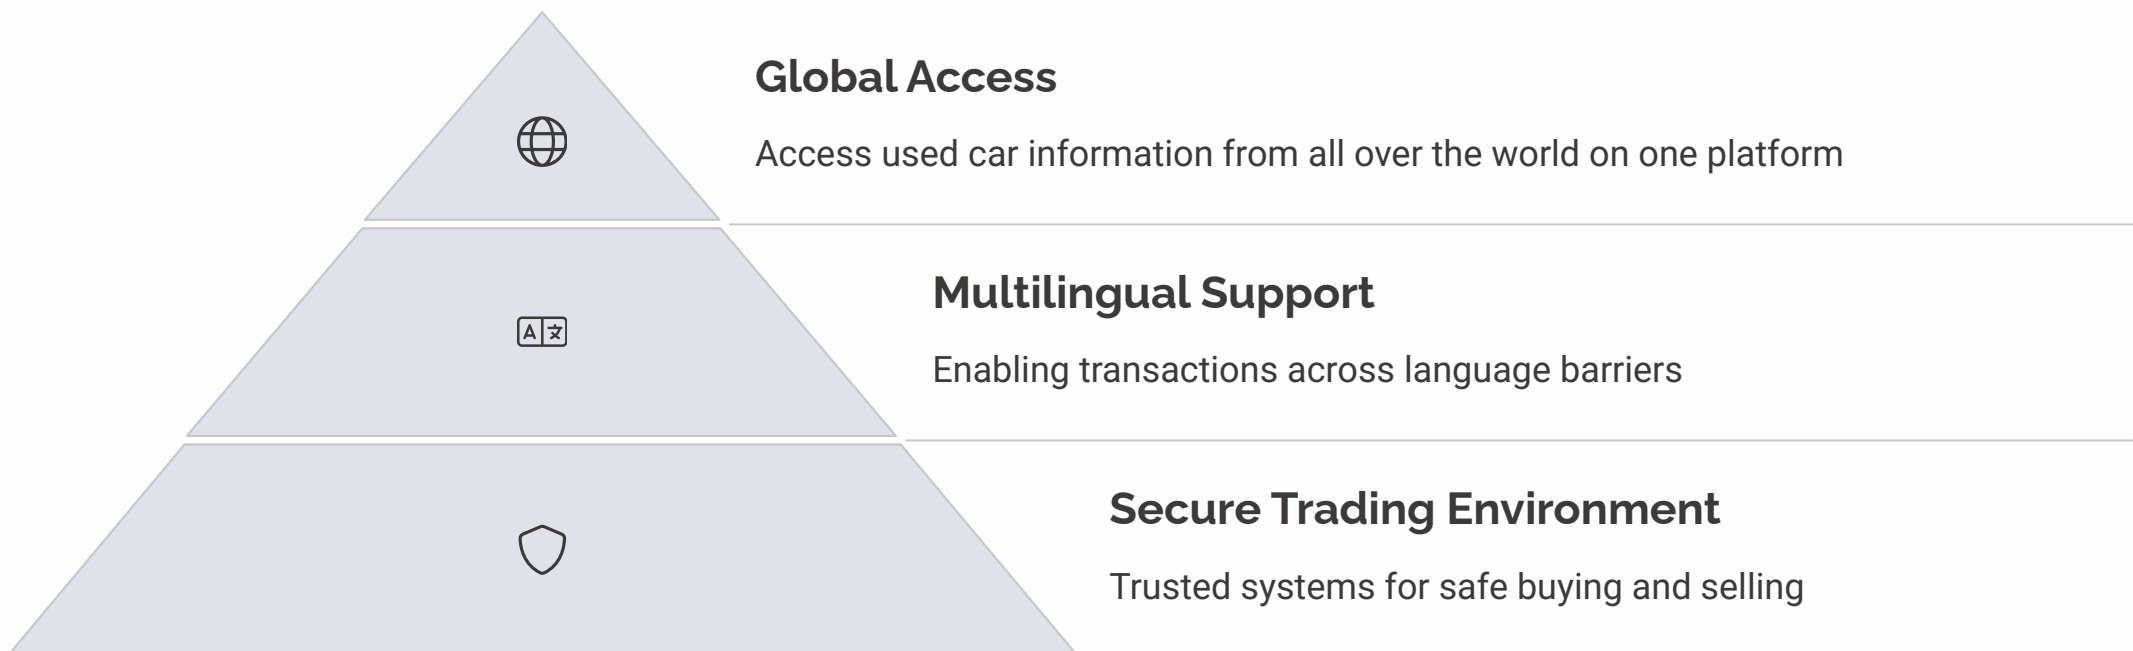 Global Access
Access used car information from all over the world on one platform
A 文
Multilingual Support
Enabling transactions across language barriers
Secure Trading Environment
Trusted systems for safe buying and selling